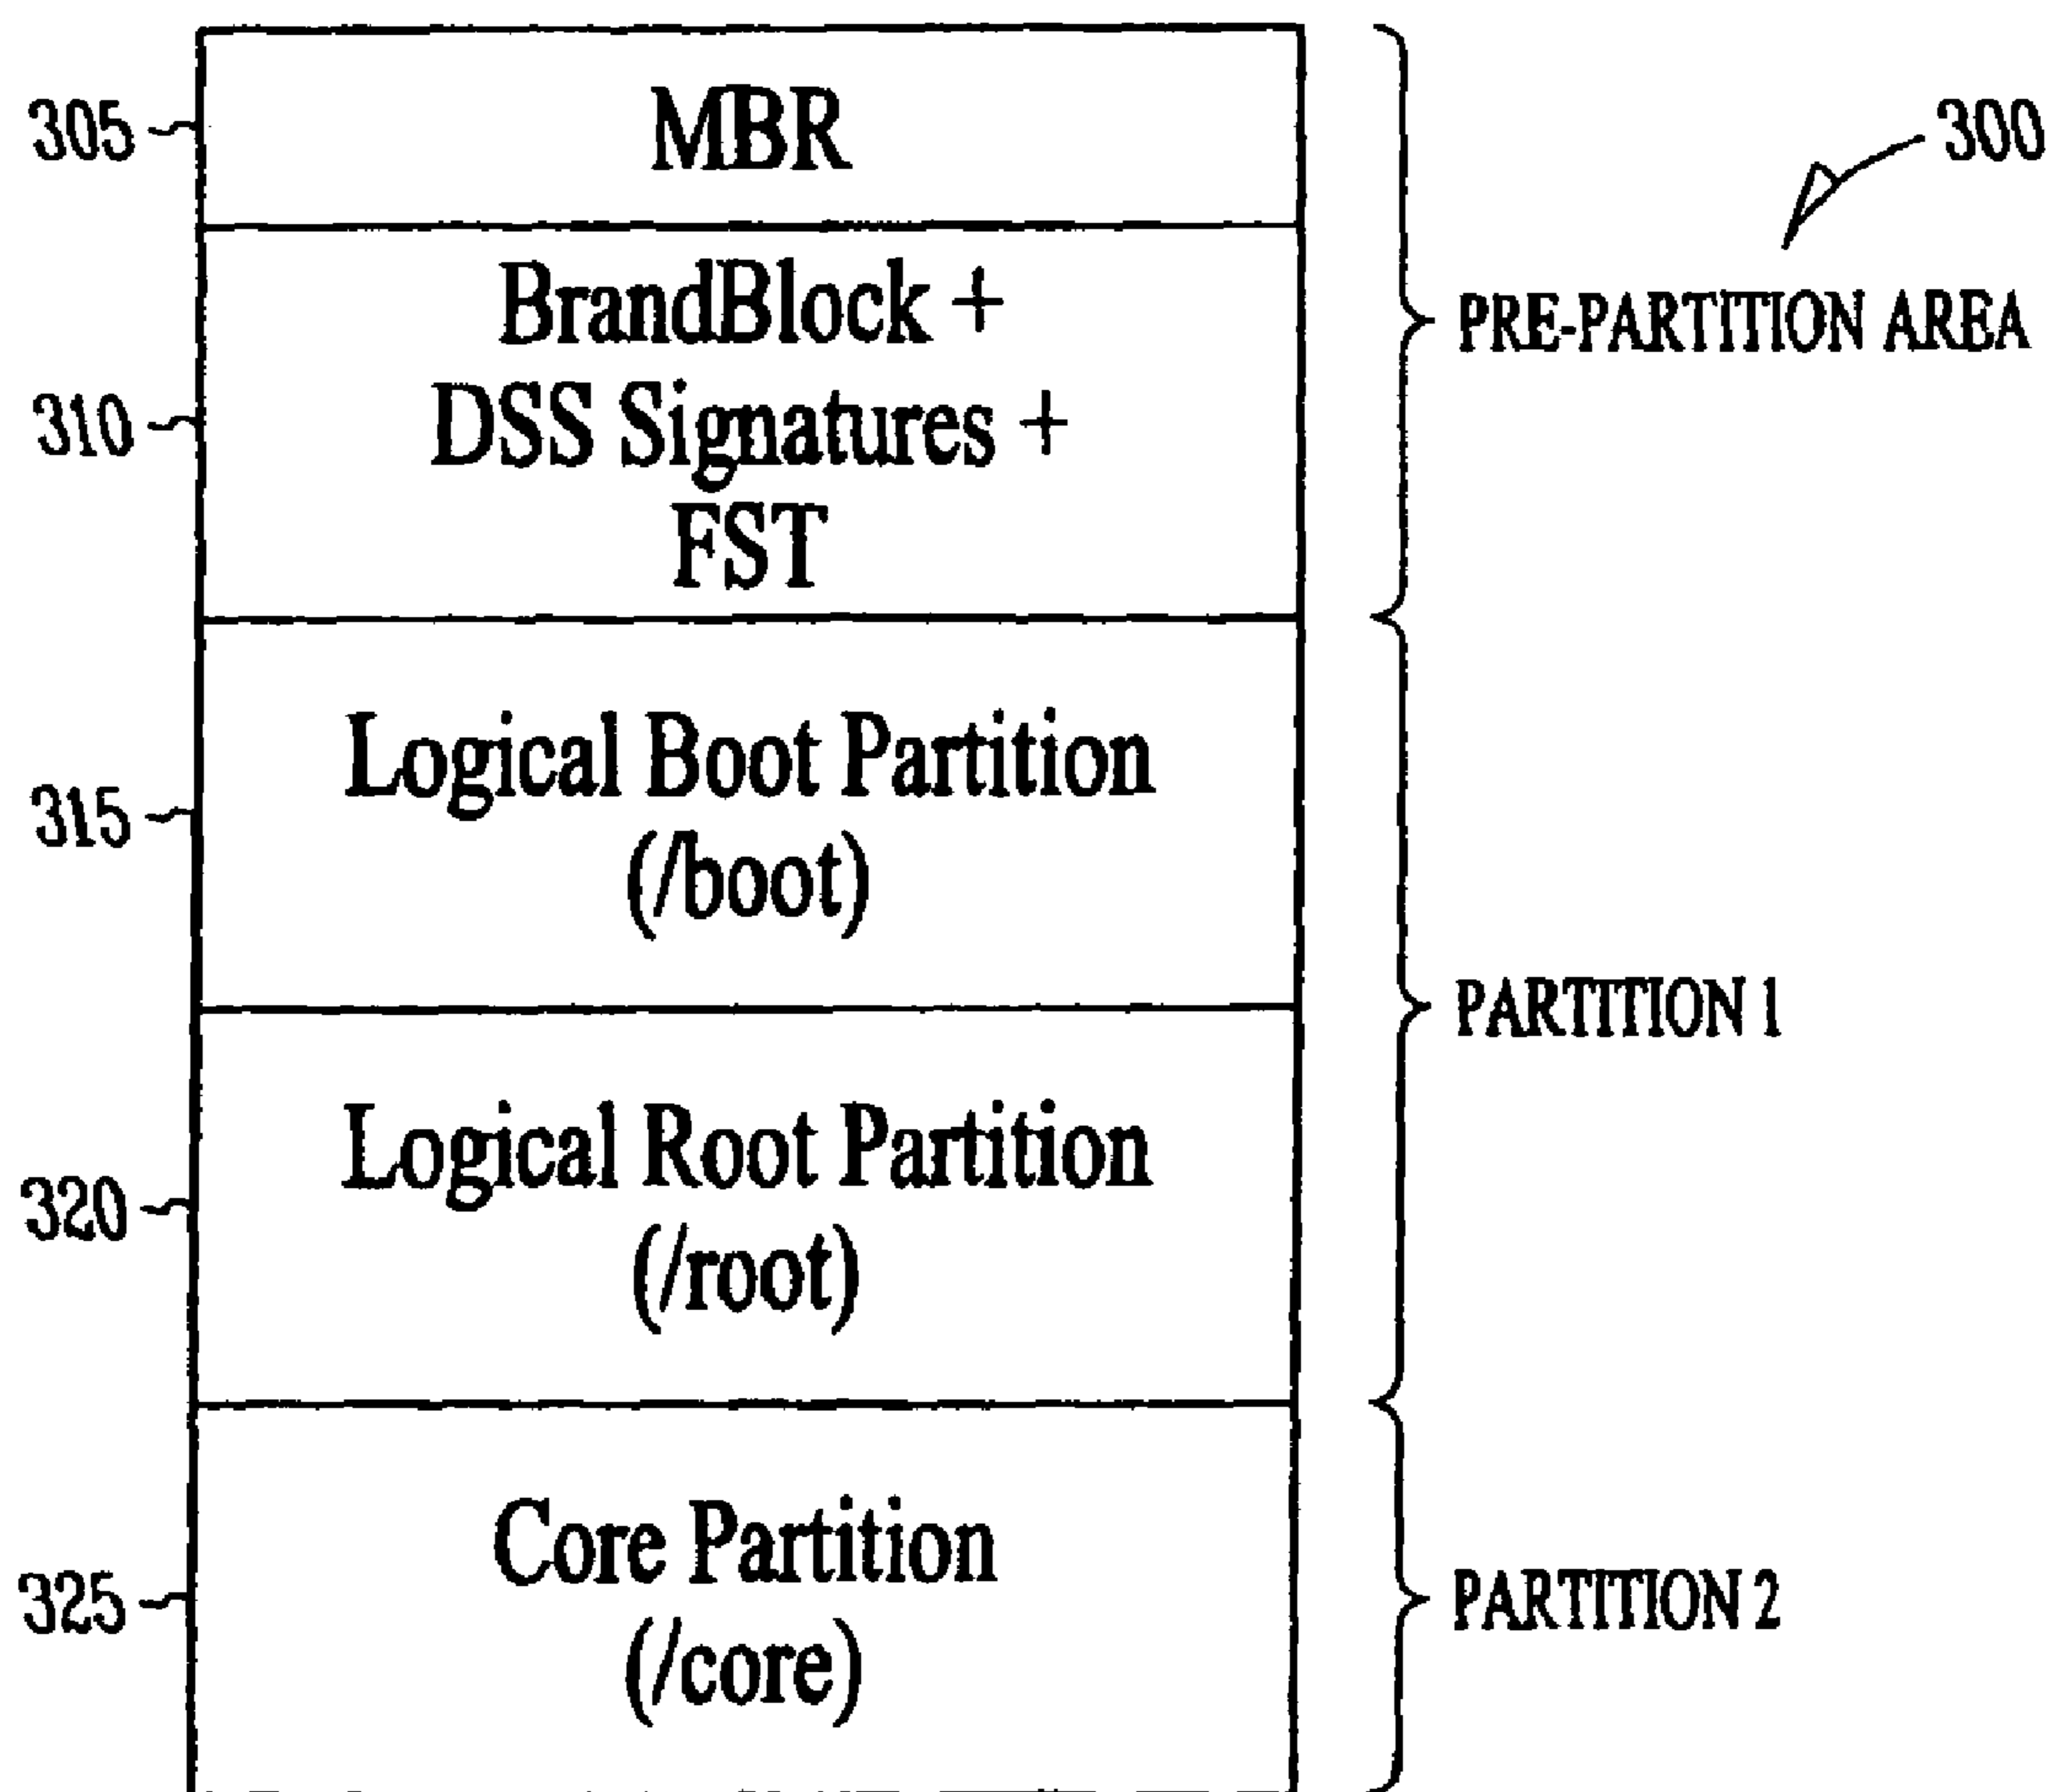 305
MBR
300
BrandBlock +
PRE-PARTITION AREA
310
DSS Signatures +
FST
Logical Boot Partition
315
(/boot)
PARTITION 1
Logical Root Partition
320
(/root)
Core Partition
325
PARTITION 2
(/core)